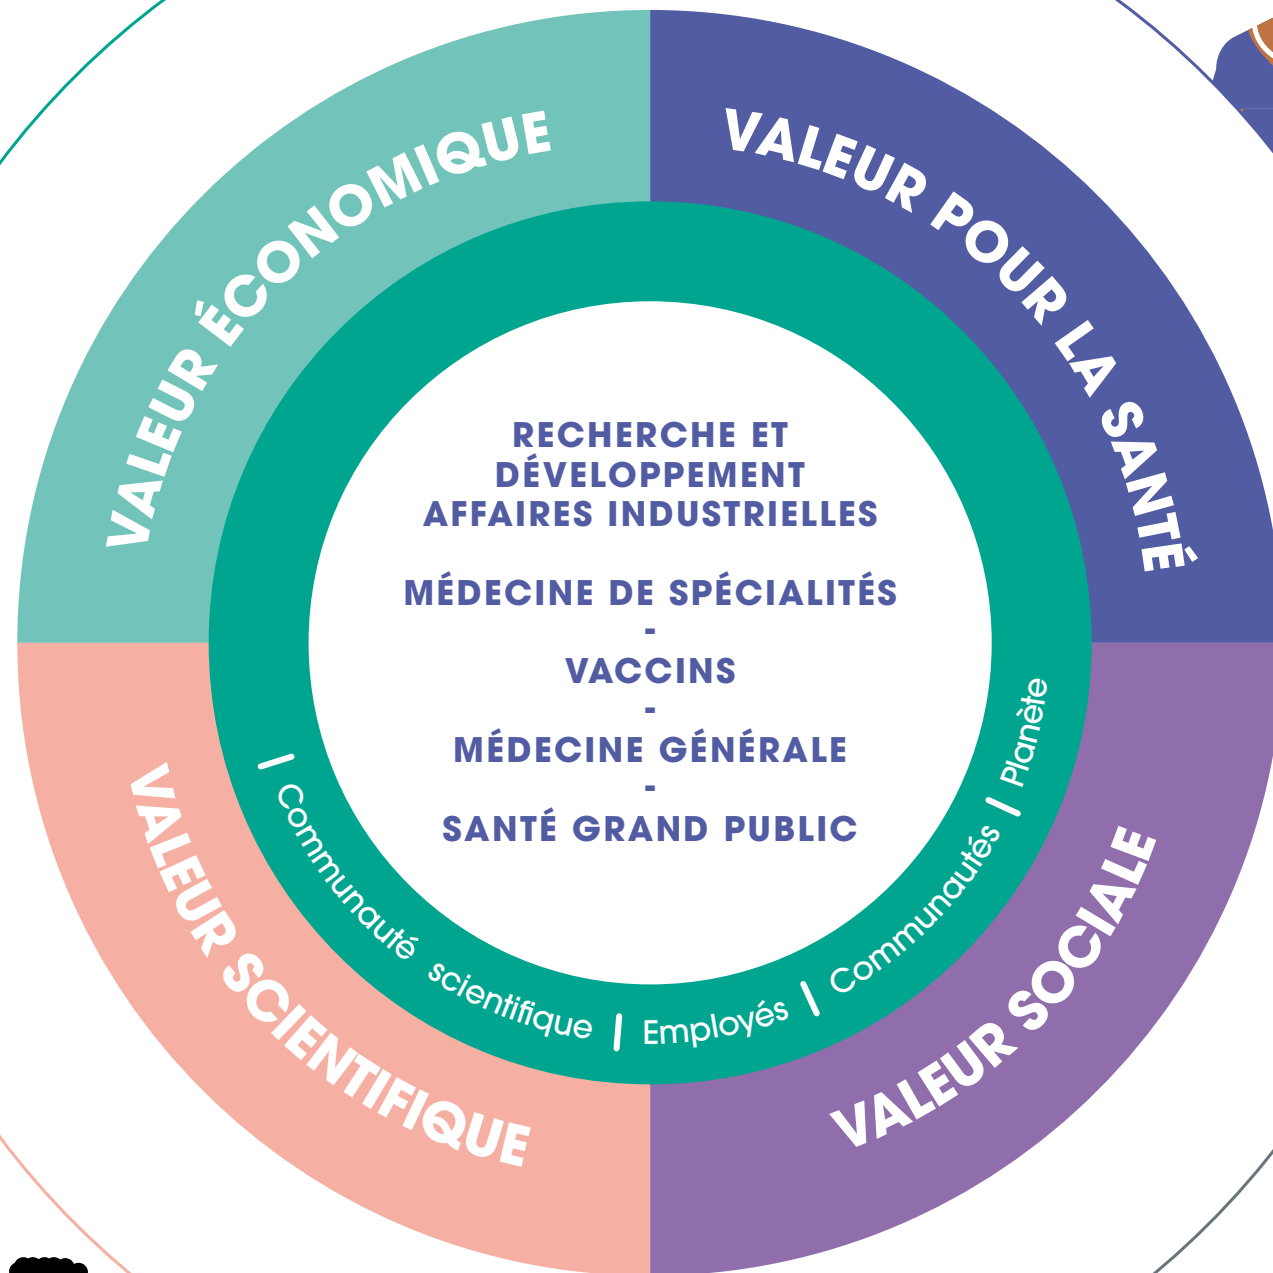 VALEUR ÉCONOMIQUE
VALEUR POUR LA SANTÉ
RECHERCHE ET
DÉVELOPPEMENT
AFFAIRES INDUSTRIELLES
MÉDECINE DE SPÉCIALITÉS
-
VACCINS
-
MÉDECINE GÉNÉRALE
-
SANTÉ GRAND PUBLIC
| Communauté scientifique | Employés | Communautés | Planète
VALEUR SCIENTIFIQUE
VALEUR SOCIALE